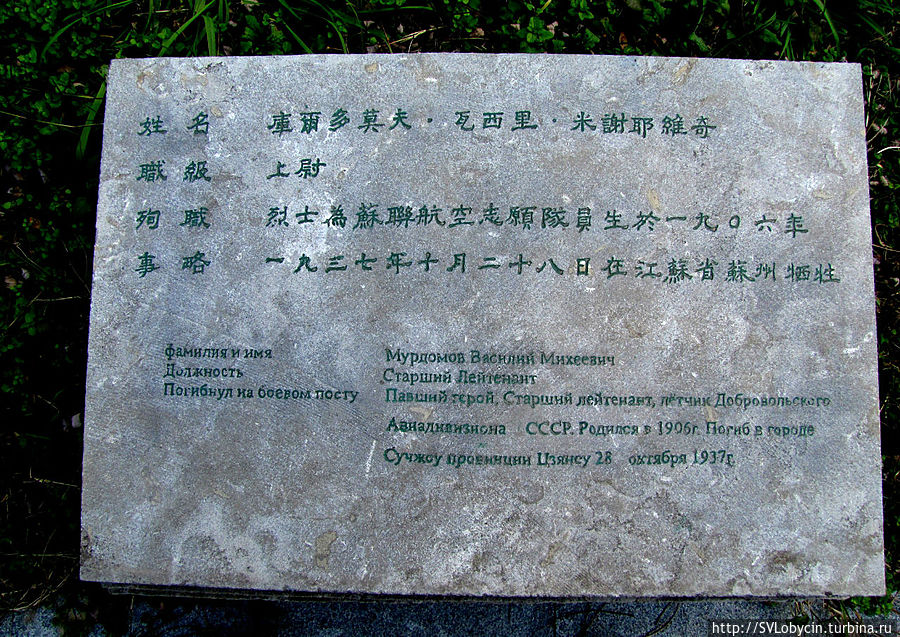 姓名 庫爾多莫夫·瓦西里·米謝耶維奇
職級 上尉
殉職 烈士為蘇聯航空志願隊員生於一九〇六年
事略 一九三七年十月二十八日在江蘇省蘇州牺牲
фамилия и имя Мурдомов Василий Михеевич
Должность Старший Лейтенант
Погибнул на боевом посту Павший герой, Старший лейтенант, лётчик Добровольского
Авиадивизиона СССР. Родился в 1906г. Погиб в городе
Сучжоу провинции Цзянсу 28 октября 1937г.
http://SVLobycin.turbina.ru